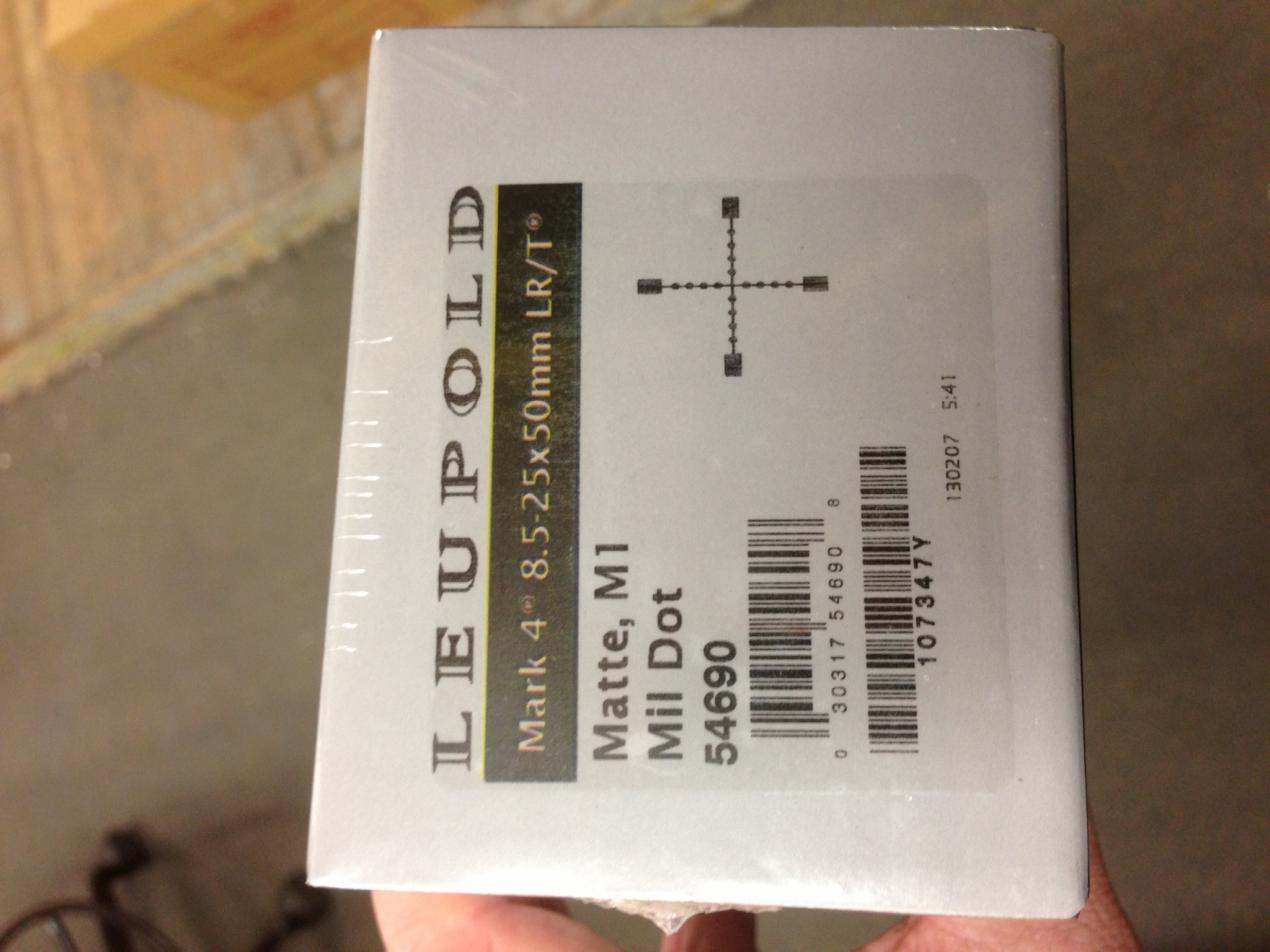 LEUPOLD
Mark 4® 8.5-25x50mm LR/T®
Matte, M1
Mil Dot
54690
0 30317 54690 8
107347Y
130207 5:41